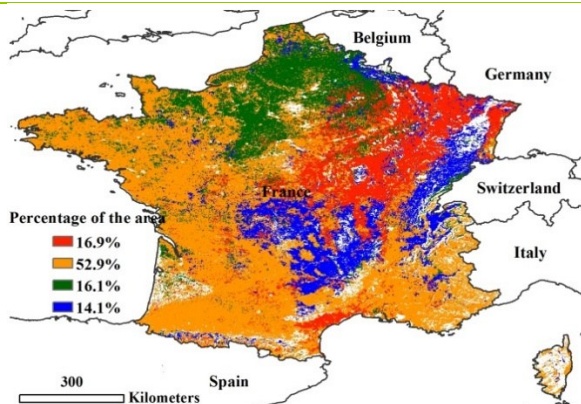 Belgium
Germany
France
Switzerland
Percentage of the area
16.9%
52.9%
16.1%
14.1%
Italy
300
Kilometers
Spain